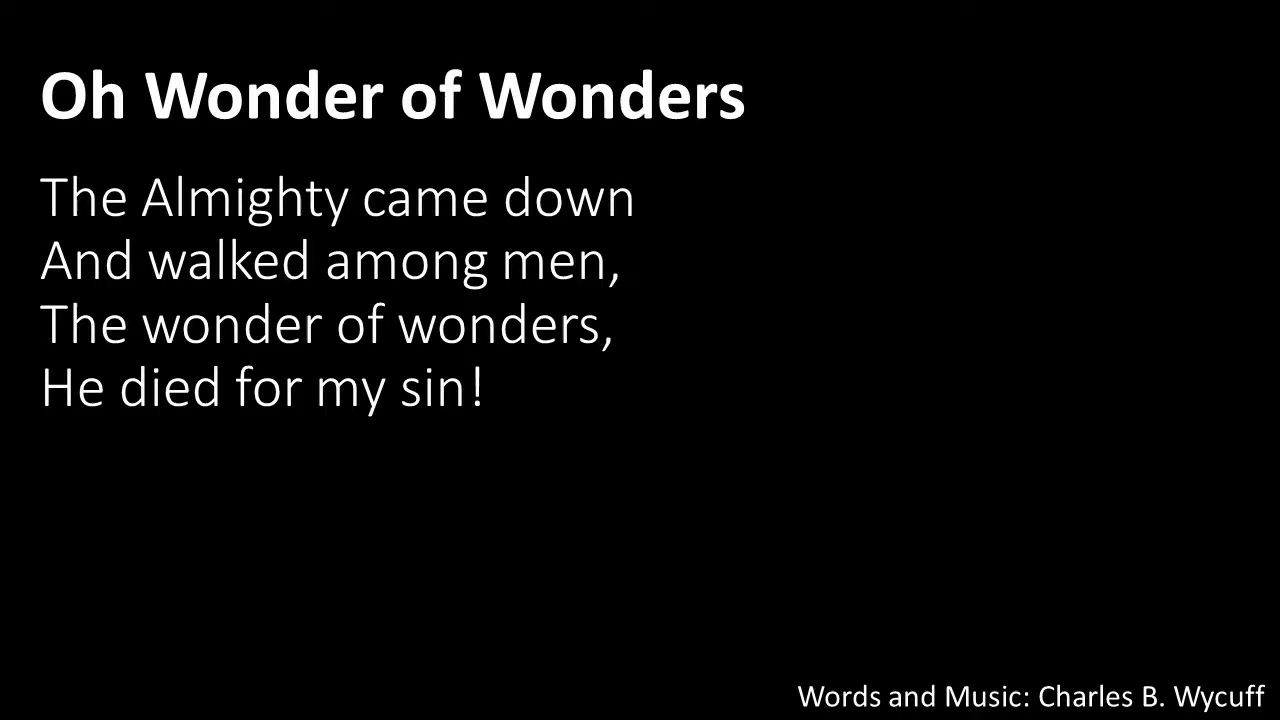 Oh Wonder of Wonders
The Almighty came down
And walked among men,
The wonder of wonders,
He died for my sin!
Words and Music: Charles B. Wycuff